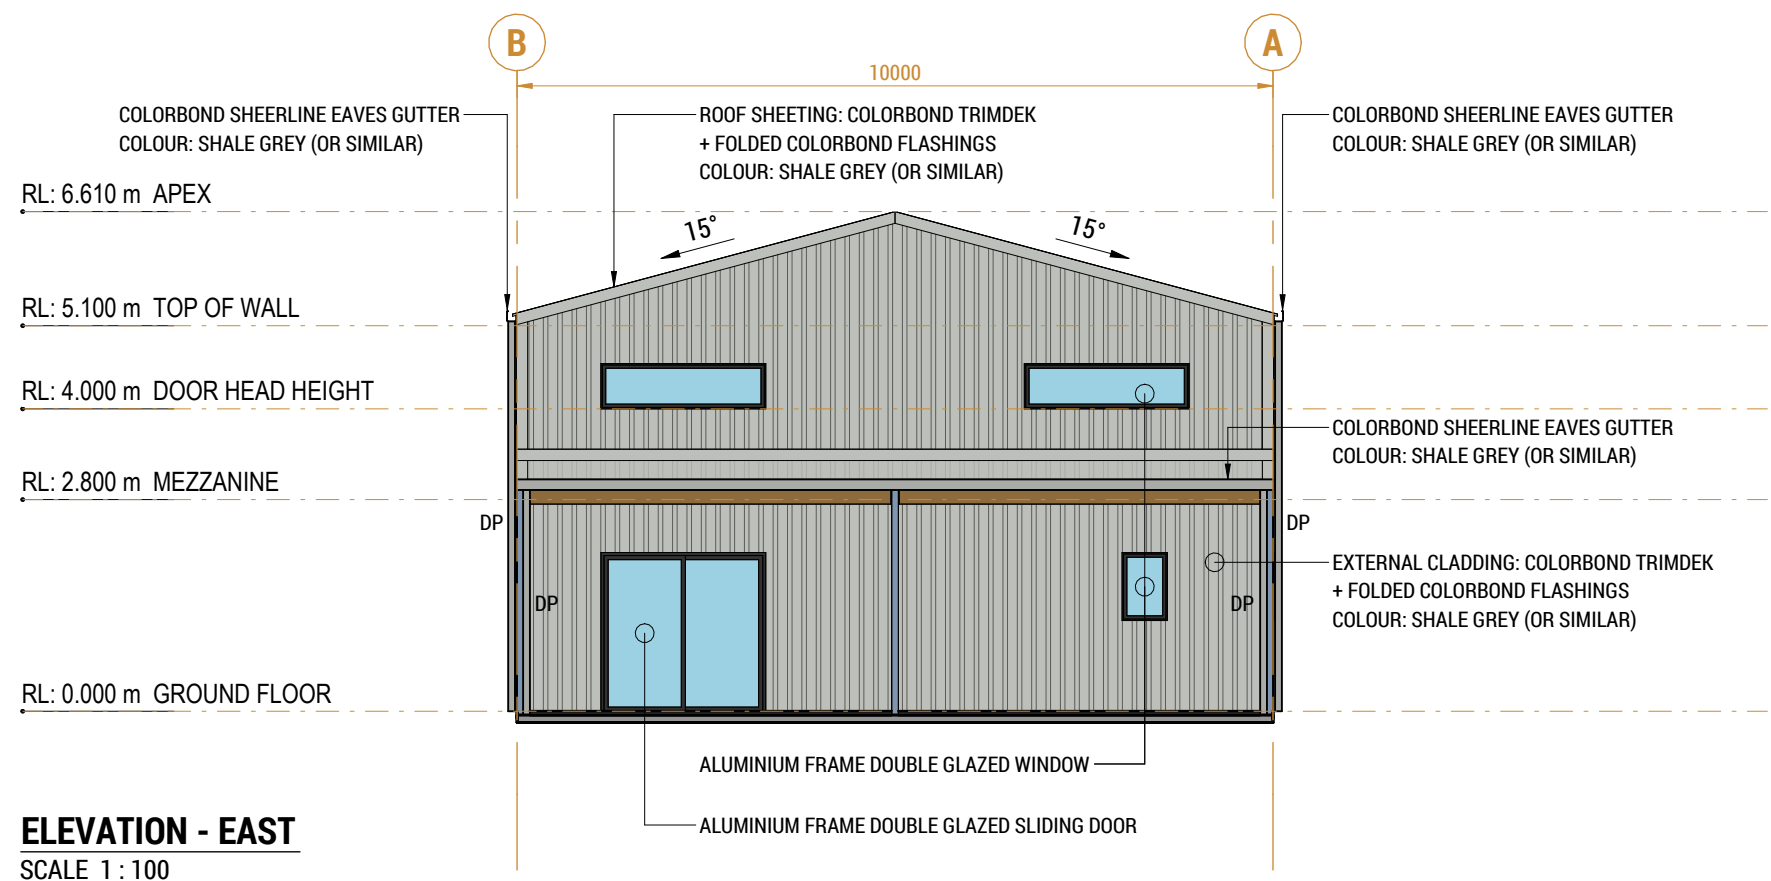 B
A
10000
COLORBOND SHEERLINE EAVES GUTTER
COLOUR: SHALE GREY (OR SIMILAR)
ROOF SHEETING: COLORBOND TRIMDEK
+ FOLDED COLORBOND FLASHINGS
COLOUR: SHALE GREY (OR SIMILAR)
COLORBOND SHEERLINE EAVES GUTTER
COLOUR: SHALE GREY (OR SIMILAR)
RL: 6.610 m APEX
15°
15°
RL: 5.100 m TOP OF WALL
RL: 4.000 m DOOR HEAD HEIGHT
COLORBOND SHEERLINE EAVES GUTTER
COLOUR: SHALE GREY (OR SIMILAR)
RL: 2.800 m MEZZANINE
DP
DP
EXTERNAL CLADDING: COLORBOND TRIMDEK
+ FOLDED COLORBOND FLASHINGS
COLOUR: SHALE GREY (OR SIMILAR)
DP
DP
RL: 0.000 m GROUND FLOOR
ALUMINIUM FRAME DOUBLE GLAZED WINDOW
ALUMINIUM FRAME DOUBLE GLAZED SLIDING DOOR
ELEVATION - EAST
SCALE 1 : 100